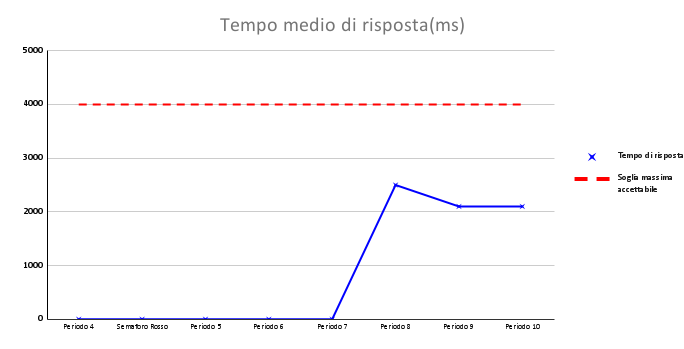 Tempo medio di risposta(ms)
5000
4000
3000
2000
1000
0
Periodo 4 Semaforo Rosso Periodo 5 Periodo 6 Periodo 7 Periodo 8 Periodo 9 Periodo 10
Tempo di risposta
Soglia massima
accettabile